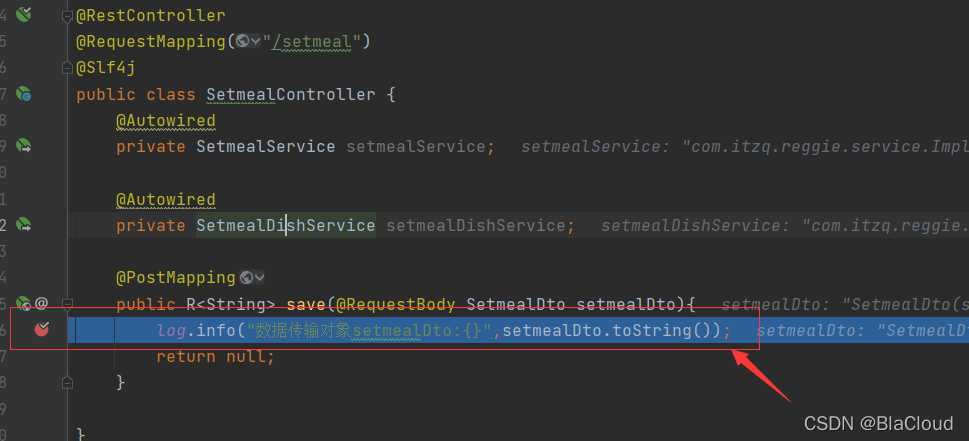 4 @RestController
5 @RequestMapping("/setmeal")
6 @Slf4j
7 public class SetmealController {
8 @Autowired
9 private SetmealService setmealService; setmealService: "com.itzq.reggie.service.Impl
0
1 @Autowired
2 private SetmealDishService setmealDishService; setmealDishService: "com.itzq.reggie.
3
4 @PostMapping
5 @ public R<String> save(@RequestBody SetmealDto setmealDto){ setmealDto: "SetmealDto(s
6 log.info("数据传输对象setmealDto:{}",setmealDto.toString()); setmealDto: "SetmealDt
7 return null;
8 }
9
0 }
CSDN @BlaCloud